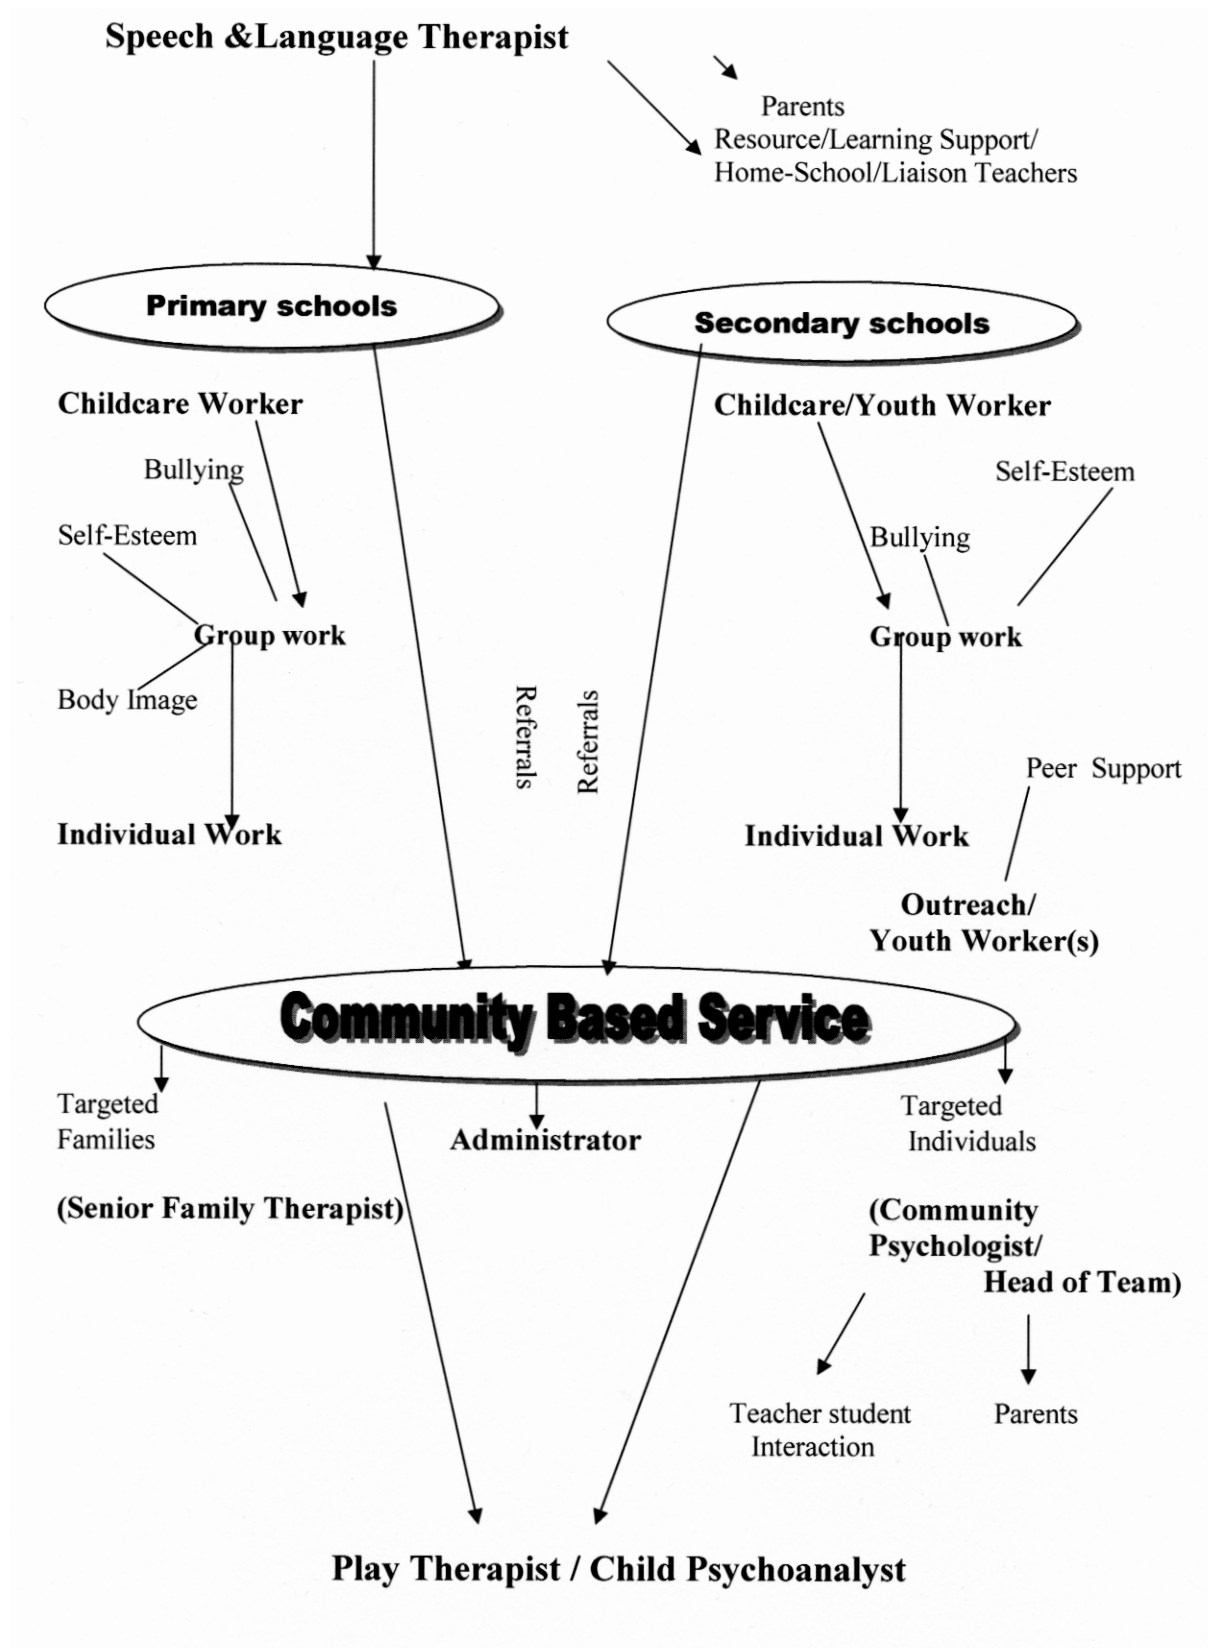 Speech &Language Therapist
Parents
Resource/Learning Support/
Home-School/Liaison Teachers
Primary schools
Secondary schools
Childcare Worker
Childcare/Youth Worker
Bullying
Self-Esteem
Self-Esteem
Bullying
Group work
Group work
Body Image
Referrals
Referrals
Peer Support
Individual Work
Individual Work
Outreach/
Youth Worker(s)
Community Based Service
Targeted
Families
Administrator
Targeted
Individuals
(Senior Family Therapist)
(Community
Psychologist/
Head of Team)
Teacher student
Interaction
Parents
Play Therapist / Child Psychoanalyst